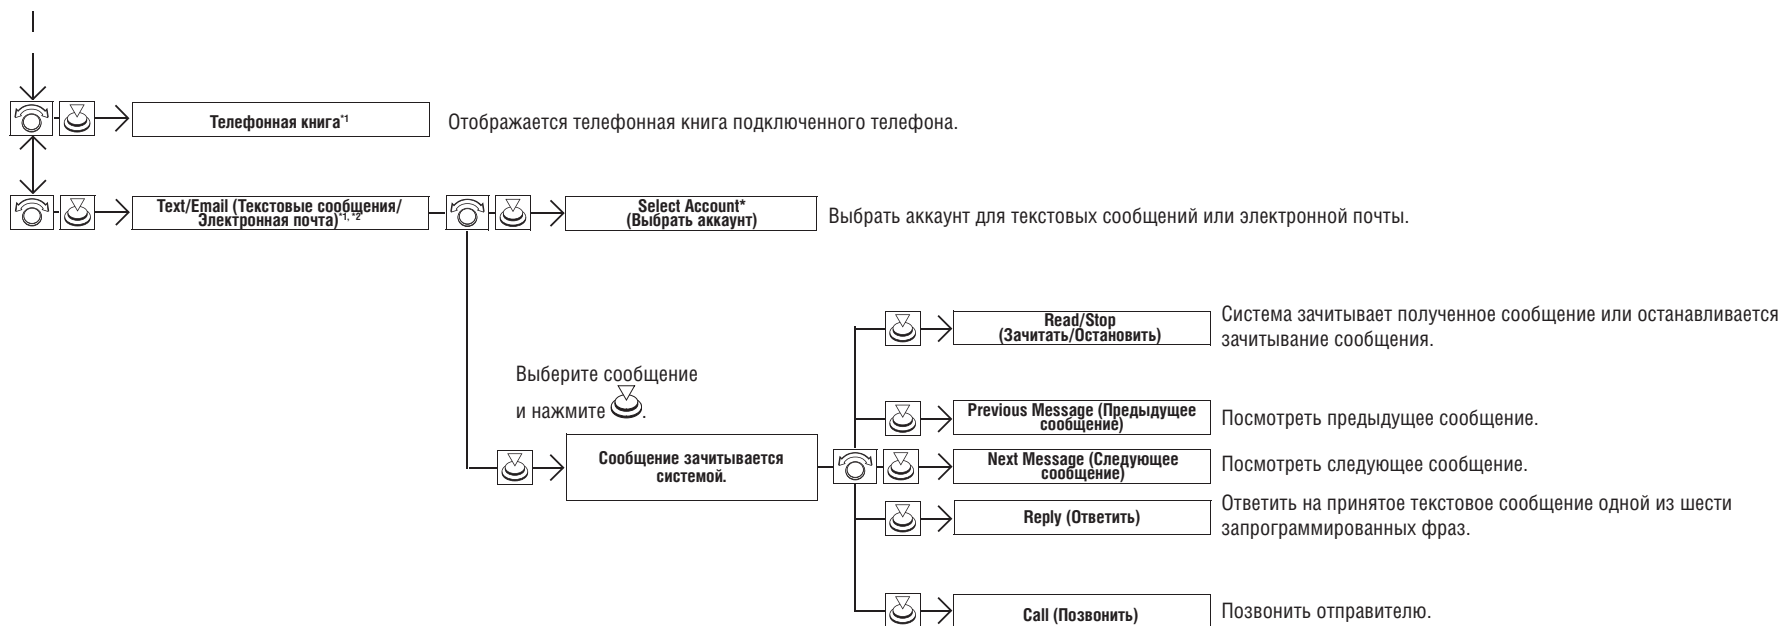 Телефонная книга*1
Отображается телефонная книга подключенного телефона.
Text/Email (Текстовые сообщения/
Электронная почта)*1, *2
Select Account*
(Выбрать аккаунт)
Выбрать аккаунт для текстовых сообщений или электронной почты.
Read/Stop
(Зачитать/Остановить)
Система зачитывает полученное сообщение или останавливается
зачитывание сообщения.
Выберите сообщение
и нажмите .
Previous Message (Предыдущее
сообщение)
Посмотреть предыдущее сообщение.
Сообщение зачитывается
системой.
Next Message (Следующее
сообщение)
Посмотреть следующее сообщение.
Reply (Ответить)
Ответить на принятое текстовое сообщение одной из шести
запрограммированных фраз.
Call (Позвонить)
Позвонить отправителю.